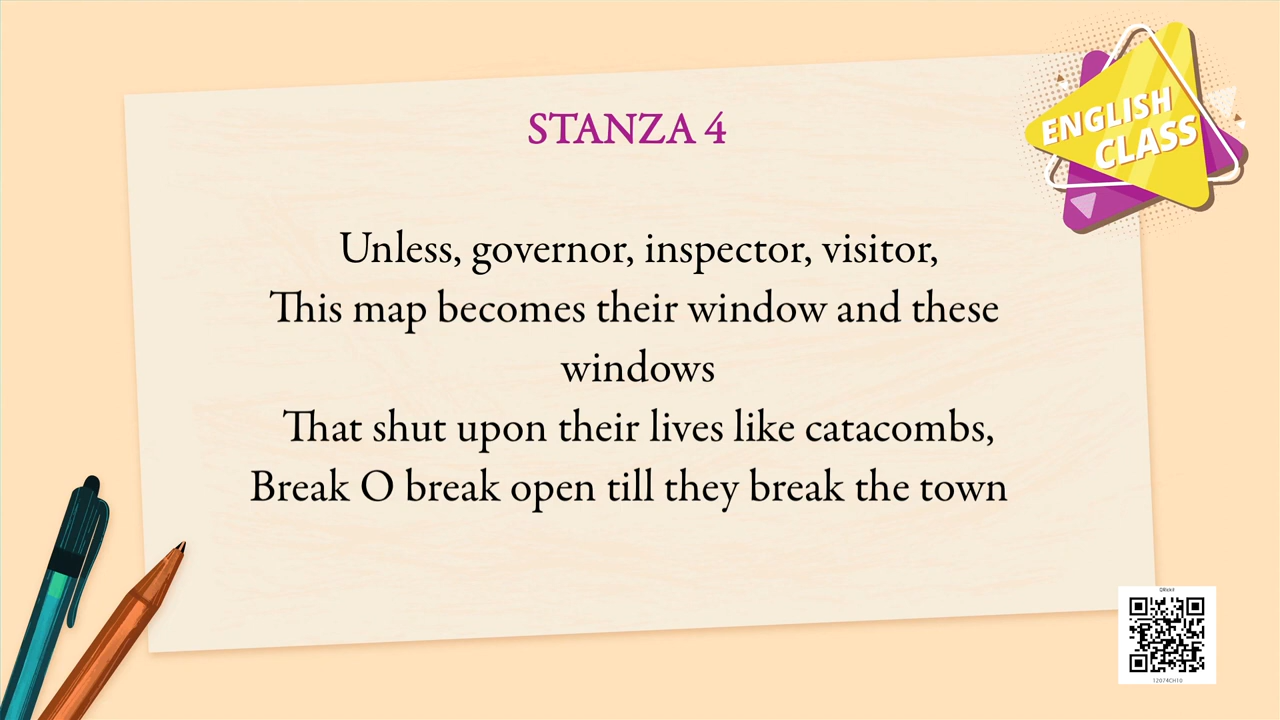 ENGLISH
CLASS
STANZA 4
Unless, governor, inspector, visitor,
This map becomes their window and these
windows
That shut upon their lives like catacombs,
Break O break open till they break the town
12074CH10